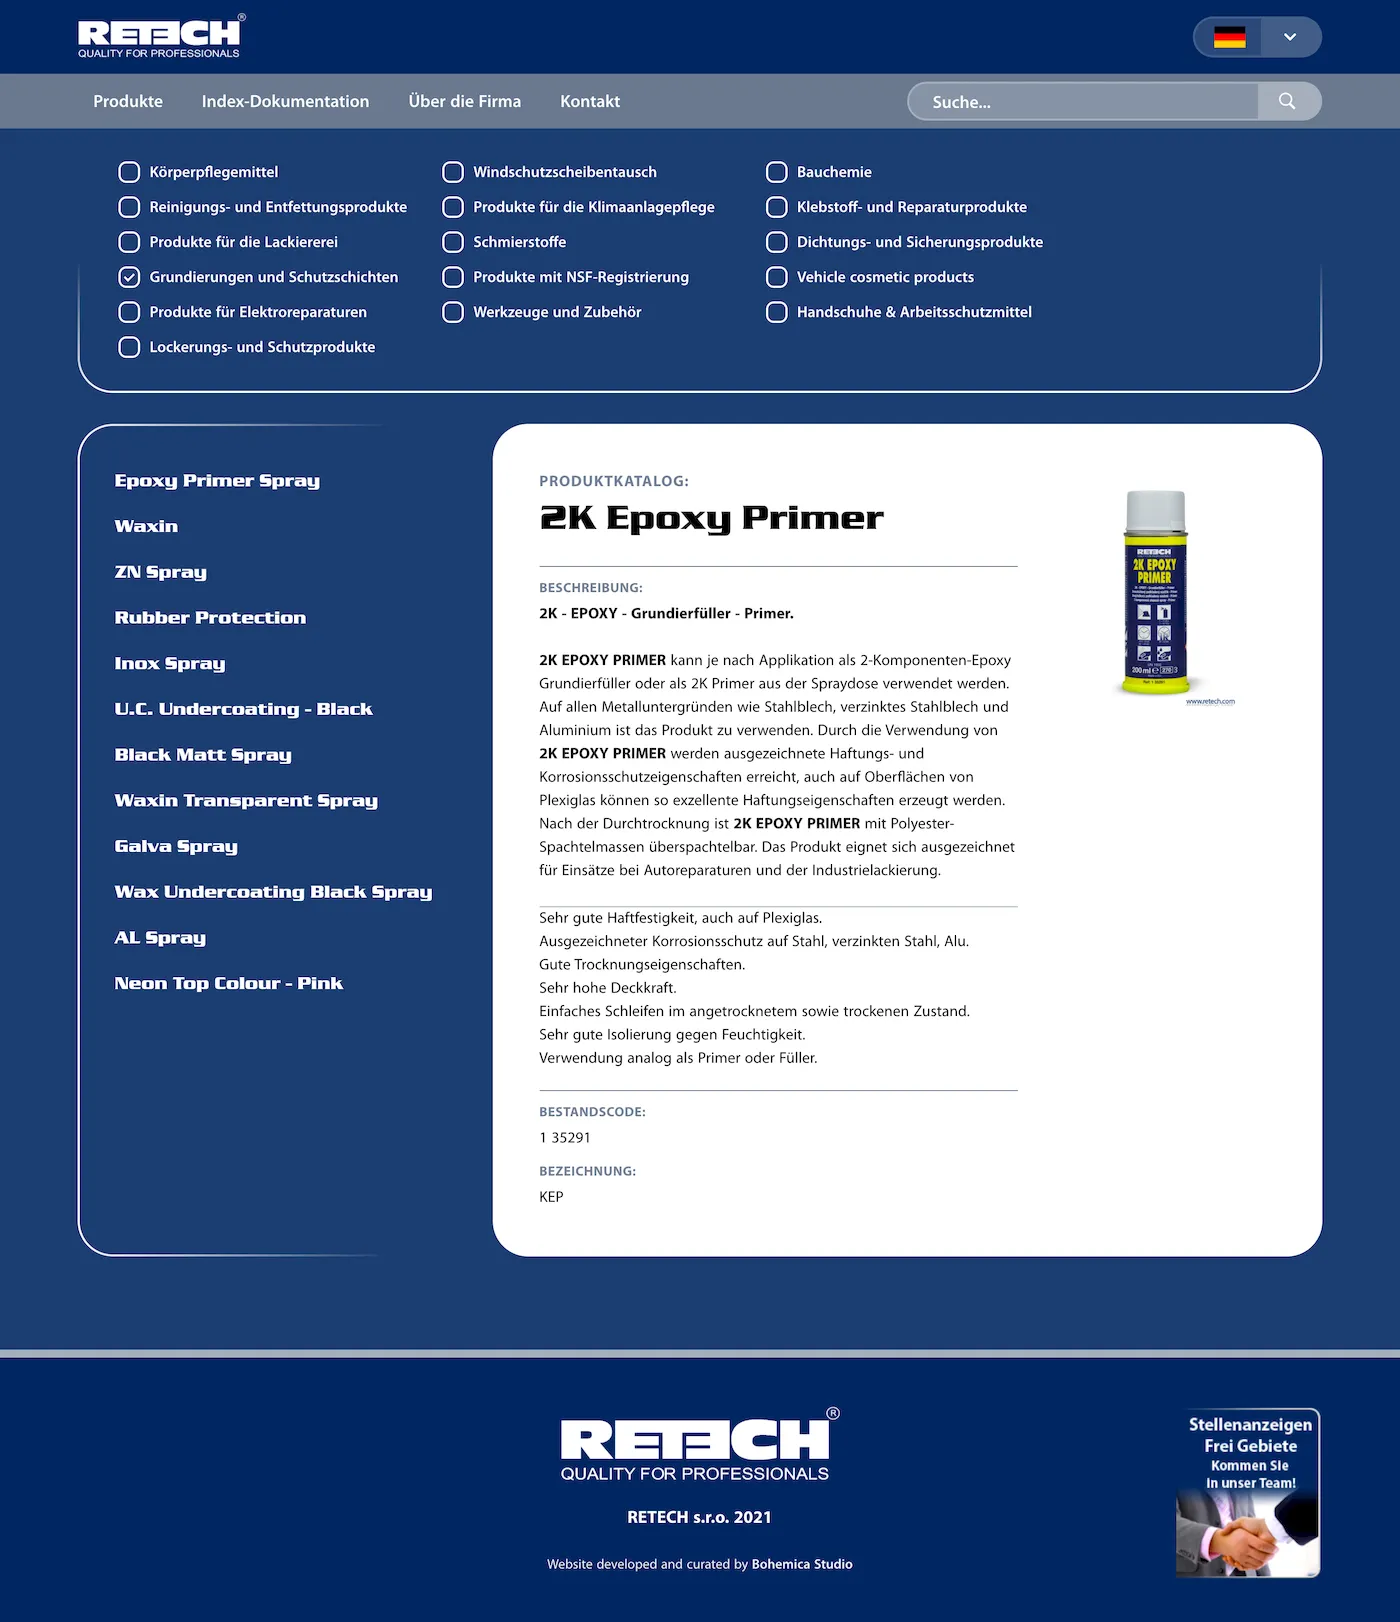 RETECH®
QUALITY FOR PROFESSIONALS
Produkte
Index-Dokumentation
Über die Firma
Kontakt
Suche...
Körperpflegemittel
Reinigungs- und Entfettungsprodukte
Produkte für die Lackiererei
Grundierungen und Schutzschichten
Produkte für Elektroreparaturen
Lockerungs- und Schutzprodukte
Windschutzscheibentausch
Produkte für die Klimaanlagepflege
Schmierstoffe
Produkte mit NSF-Registrierung
Werkzeuge und Zubehör
Bauchemie
Klebstoff- und Reparaturprodukte
Dichtungs- und Sicherungsprodukte
Vehicle cosmetic products
Handschuhe & Arbeitsschutzmittel
Epoxy Primer Spray
Waxin
ZN Spray
Rubber Protection
Inox Spray
U.C. Undercoating - Black
Black Matt Spray
Waxin Transparent Spray
Galva Spray
Wax Undercoating Black Spray
AL Spray
Neon Top Colour - Pink
PRODUKTKATALOG:
2K Epoxy Primer
BESCHREIBUNG:
2K - EPOXY - Grundierfüller - Primer.
2K EPOXY PRIMER kann je nach Applikation als 2-Komponenten-Epoxy
Grundierfüller oder als 2K Primer aus der Spraydose verwendet werden.
Auf allen Metalluntergründen wie Stahlblech, verzinktes Stahlblech und
Aluminium ist das Produkt zu verwenden. Durch die Verwendung von
2K EPOXY PRIMER werden ausgezeichnete Haftungs- und
Korrosionsschutzeigenschaften erreicht, auch auf Oberflächen von
Plexiglas können so exzellente Haftungseigenschaften erzeugt werden.
Nach der Durchtrocknung ist 2K EPOXY PRIMER mit Polyester-
Spachtelmassen überspachtelbar. Das Produkt eignet sich ausgezeichnet
für Einsätze bei Autoreparaturen und der Industrielackierung.
Sehr gute Haftfestigkeit, auch auf Plexiglas.
Ausgezeichneter Korrosionsschutz auf Stahl, verzinkten Stahl, Alu.
Gute Trocknungseigenschaften.
Sehr hohe Deckkraft.
Einfaches Schleifen im angetrocknetem sowie trockenen Zustand.
Sehr gute Isolierung gegen Feuchtigkeit.
Verwendung analog als Primer oder Füller.
BESTANDSCODE:
1 35291
BEZEICHNUNG:
KEP
RETECH
2K EPOXY
PRIMER
200 ml
www.retech.com
RETECH®
QUALITY FOR PROFESSIONALS
RETECH s.r.o. 2021
Website developed and curated by Bohemica Studio
Stellenanzeigen
Frei Gebiete
Kommen Sie
in unser Team!